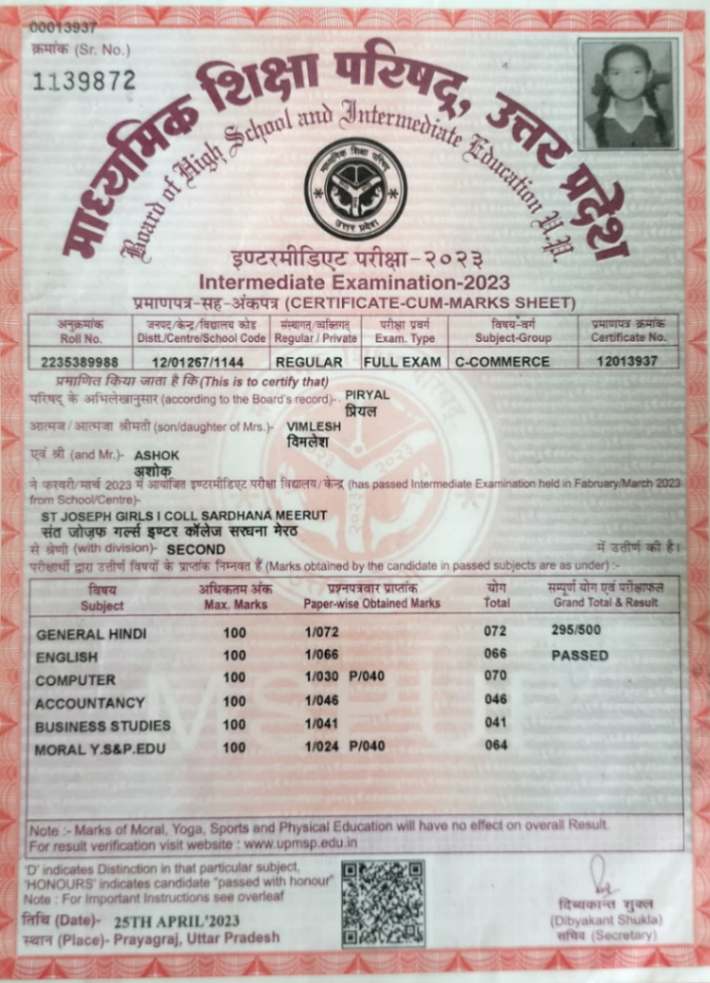 00013937
क्रमांक (Sr. No.)
1139872
माध्यमिक शिक्षा परिषद्, उत्तर प्रदेश
Board of High School and Intermediate Education U.P.
माध्यमिक शिक्षा परिषद्
उत्तर प्रदेश
इण्टरमीडिएट परीक्षा-२०२३
Intermediate Examination-2023
प्रमाणपत्र-सह-अंकपत्र (CERTIFICATE-CUM-MARKS SHEET)
अनुक्रमांक जनपद/केन्द्र/विद्यालय कोड संस्थागत/व्यक्तिगत परीक्षा प्रवर्ग विषय-वर्ग प्रमाणपत्र क्रमांक
Roll No. Distt./Centre/School Code Regular / Private Exam. Type Subject-Group Certificate No.
2235389988 12/01267/1144 REGULAR FULL EXAM C-COMMERCE 12013937
प्रमाणित किया जाता है कि (This is to certify that)
परिषद् के अभिलेखानुसार (according to the Board's record)-. PIRYAL
प्रियल
आत्मज/आत्मजा श्रीमती (son/daughter of Mrs.)- VIMLESH
विमलेश
एवं श्री (and Mr.)- ASHOK
अशोक
ने फरवरी/मार्च 2023 में आयोजित इण्टरमीडिएट परीक्षा विद्यालय/केन्द्र (has passed Intermediate Examination held in Fabruary/March 2023
from School/Centre)-
ST JOSEPH GIRLS I COLL SARDHANA MEERUT
संत जोज़फ गर्ल्स इण्टर कॉलेज सरधना मेरठ
से श्रेणी (with division)- SECOND में उत्तीर्ण की है।
परीक्षार्थी द्वारा उत्तीर्ण विषयों के प्राप्तांक निम्नवत हैं (Marks obtained by the candidate in passed subjects are as under) :-
विषय अधिकतम अंक प्रश्नपत्रवार प्राप्तांक योग सम्पूर्ण योग एवं परीक्षाफल
Subject Max. Marks Paper-wise Obtained Marks Total Grand Total & Result
GENERAL HINDI 100 1/072 072 295/500
ENGLISH 100 1/066 066 PASSED
COMPUTER 100 1/030 P/040 070
ACCOUNTANCY 100 1/046 046
BUSINESS STUDIES 100 1/041 041
MORAL Y.S&P.EDU 100 1/024 P/040 064
Note :- Marks of Moral, Yoga, Sports and Physical Education will have no effect on overall Result.
For result verification visit website : www.upmsp.edu.in
'D' indicates Distinction in that particular subject,
'HONOURS' indicates candidate "passed with honour"
Note : For Important Instructions see overleaf
तिथि (Date)- 25TH APRIL'2023
स्थान (Place)- Prayagraj, Uttar Pradesh
दिव्यकान्त शुक्ल
(Dibyakant Shukla)
सचिव (Secretary)